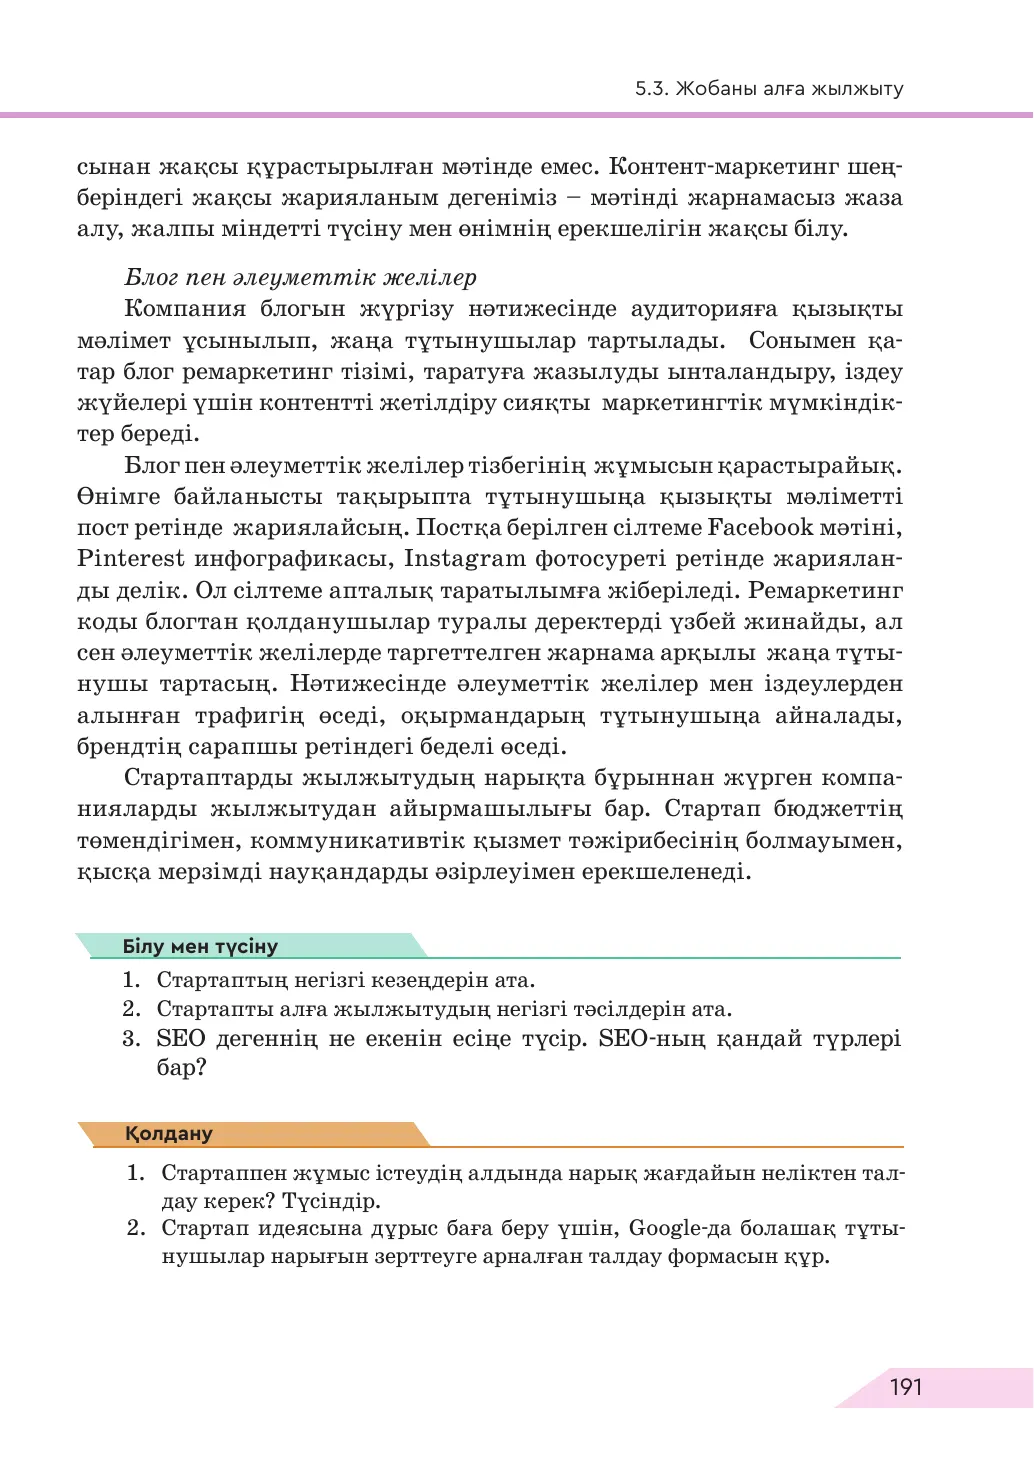 5.3. Жобаны алға жылжыту
сынан жақсы құрастырылған мәтінде емес. Контент-маркетинг шең-
беріндегі жақсы жарияланым дегеніміз – мәтінді жарнамасыз жаза
алу, жалпы міндетті түсіну мен өнімнің ерекшелігін жақсы білу.
Блог пен әлеуметтік желілер
Компания блогын жүргізу нәтижесінде аудиторияға қызықты
мәлімет ұсынылып, жаңа тұтынушылар тартылады. Сонымен қа-
тар блог ремаркетинг тізімі, таратуға жазылуды ынталандыру, іздеу
жүйелері үшін контентті жетілдіру сияқты маркетингтік мүмкіндік-
тер береді.
Блог пен әлеуметтік желілер тізбегінің жұмысын қарастырайық.
Өнімге байланысты тақырыпта тұтынушыңа қызықты мәліметті
пост ретінде жариялайсың. Постқа берілген сілтеме Facebook мәтіні,
Pinterest инфографикасы, Instagram фотосуреті ретінде жариялан-
ды делік. Ол сілтеме апталық таратылымға жіберіледі. Ремаркетинг
коды блогтан қолданушылар туралы деректерді үзбей жинайды, ал
сен әлеуметтік желілерде таргеттелген жарнама арқылы жаңа тұты-
нушы тартасың. Нәтижесінде әлеуметтік желілер мен іздеулерден
алынған трафигің өседі, оқырмандарың тұтынушыңа айналады,
брендтің сарапшы ретіндегі беделі өседі.
Стартаптарды жылжытудың нарықта бұрыннан жүрген компа-
нияларды жылжытудан айырмашылығы бар. Стартап бюджеттің
төмендігімен, коммуникативтік қызмет тәжірибесінің болмауымен,
қысқа мерзімді науқандарды әзірлеуімен ерекшеленеді.
Білу мен түсіну
1. Стартаптың негізгі кезеңдерін ата.
2. Стартапты алға жылжытудың негізгі тәсілдерін ата.
3. SEO дегеннің не екенін есіңе түсір. SEO-ның қандай түрлері
бар?
Қолдану
1. Стартаппен жұмыс істеудің алдында нарық жағдайын неліктен тал-
дау керек? Түсіндір.
2. Стартап идеясына дұрыс баға беру үшін, Google-да болашақ тұты-
нушылар нарығын зерттеуге арналған талдау формасын құр.
191